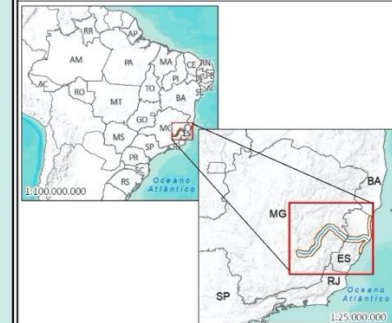 RR
AP
AM
PA
MA
CE
RN
PI
AC
RO
TO
BA
MT
GO
MG
MS
SP
PR
RS
Oceano
Atlântico
1:100.000.000
BA
MG
ES
RJ
SP
Oceano
Atlântico
1:25.000.000